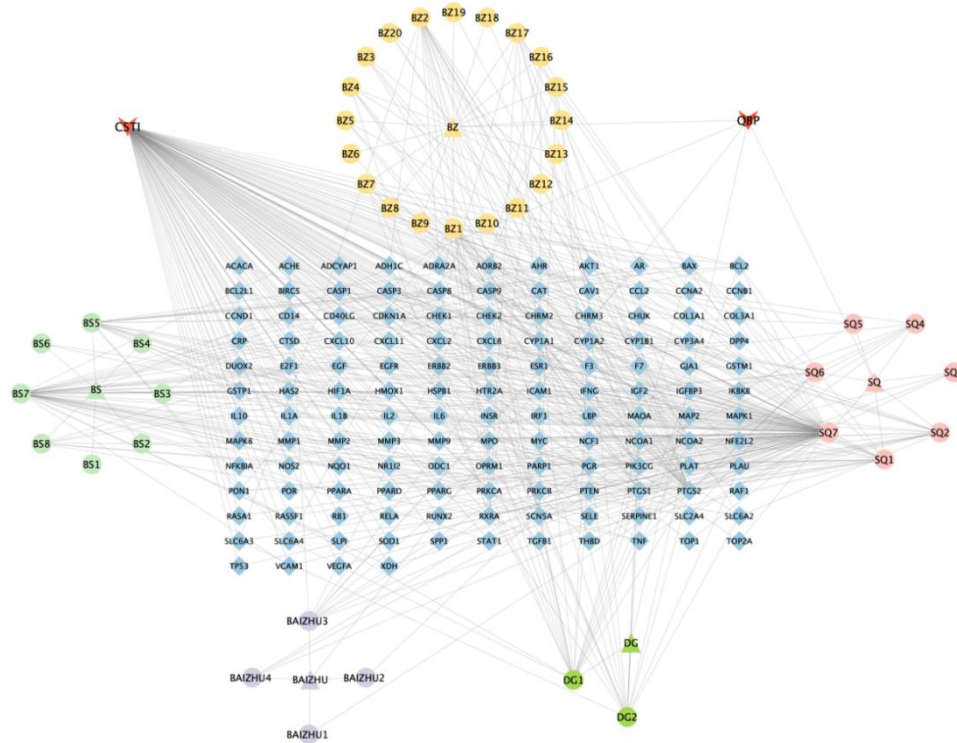 BZ19
BZ2
BZ18
BZ20
BZ17
BZ3
BZ16
BZ4
BZ15
CSTI
BZ5
BZ
BZ14
QBP
BZ6
BZ13
BZ7
BZ12
BZ8
BZ11
BZ9
BZ1
BZ10
ACACA ACHE ADCYAP1 ADH1C ADRA2A ADRB2 AHR AKT1 AR BAX BCL2
BCL2L1 BIRC5 CASP1 CASP3 CASP8 CASP9 CAT CAV1 CCL2 CCNA2 CCNB1
CCND1 CD14 CD40LG CDKN1A CHEK1 CHEK2 CHRM2 CHRM3 CHUK COL1A1 COL3A1
CRP CTSD CXCL10 CXCL11 CXCL2 CXCL8 CYP1A1 CYP1A2 CYP1B1 CYP3A4 DPP4
DUOX2 E2F1 EGF EGFR ERBB2 ERBB3 ESR1 F3 F7 GJA1 GSTM1
GSTP1 HAS2 HIF1A HMOX1 HSPB1 HTR2A ICAM1 IFNG IGF2 IGFBP3 IKBKB
IL10 IL1A IL1B IL2 IL6 INSR IRF1 LBP MAOA MAP2 MAPK1
MAPK8 MMP1 MMP2 MMP3 MMP9 MPO MYC NCF1 NCOA1 NCOA2 NFE2L2
NFKBIA NOS2 NQO1 NR1I2 ODC1 OPRM1 PARP1 PGR PIK3CG PLAT PLAU
PON1 POR PPARA PPARD PPARG PRKCA PRKCB PTEN PTGS1 PTGS2 RAF1
RASA1 RASSF1 RB1 RELA RUNX2 RXRA SCN5A SELE SERPINE1 SLC2A4 SLC6A2
SLC6A3 SLC6A4 SLPI SOD1 SPP1 STAT1 TGFB1 THBD TNF TOP1 TOP2A
TP53 VCAM1 VEGFA XDH
BS5
BS6
BS4
BS7
BS
BS3
BS8
BS2
BS1
SQ5
SQ4
SQ6
SQ
SQ7
SQ2
SQ1
BAIZHU3
BAIZHU4
BAIZHU
BAIZHU2
BAIZHU1
DG
DG1
DG2